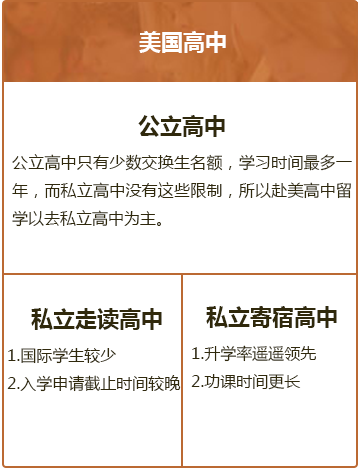 美国高中
公立高中
公立高中只有少数交换生名额，学习时间最多一
年，而私立高中没有这些限制，所以赴美高中留
学以去私立高中为主。
私立走读高中
1.国际学生较少
2.入学申请截止时间较晚
私立寄宿高中
1.升学率遥遥领先
2.功课时间更长